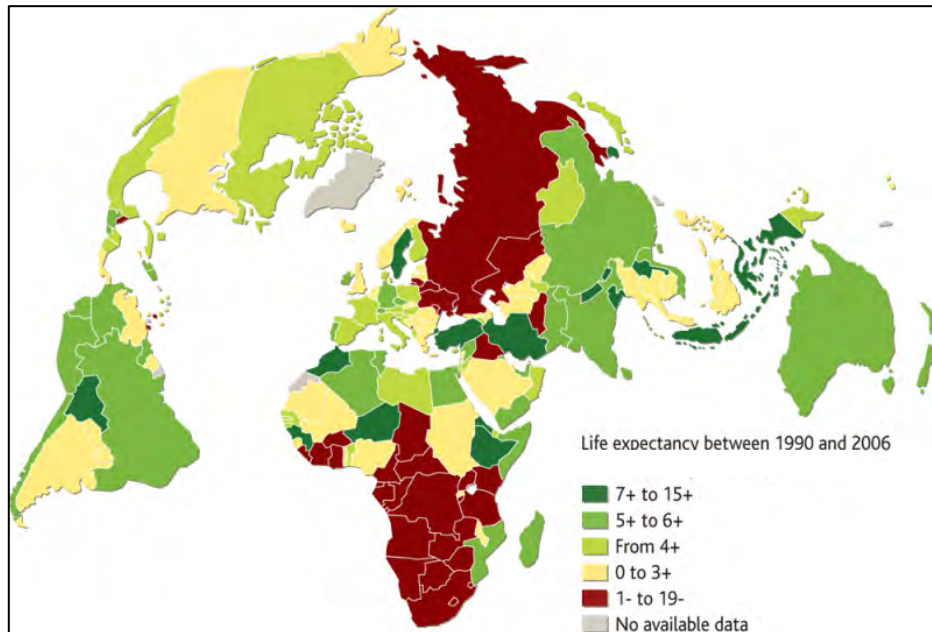 Life expectancy between 1990 and 2006
7+ to 15+
5+ to 6+
From 4+
0 to 3+
1- to 19-
No available data